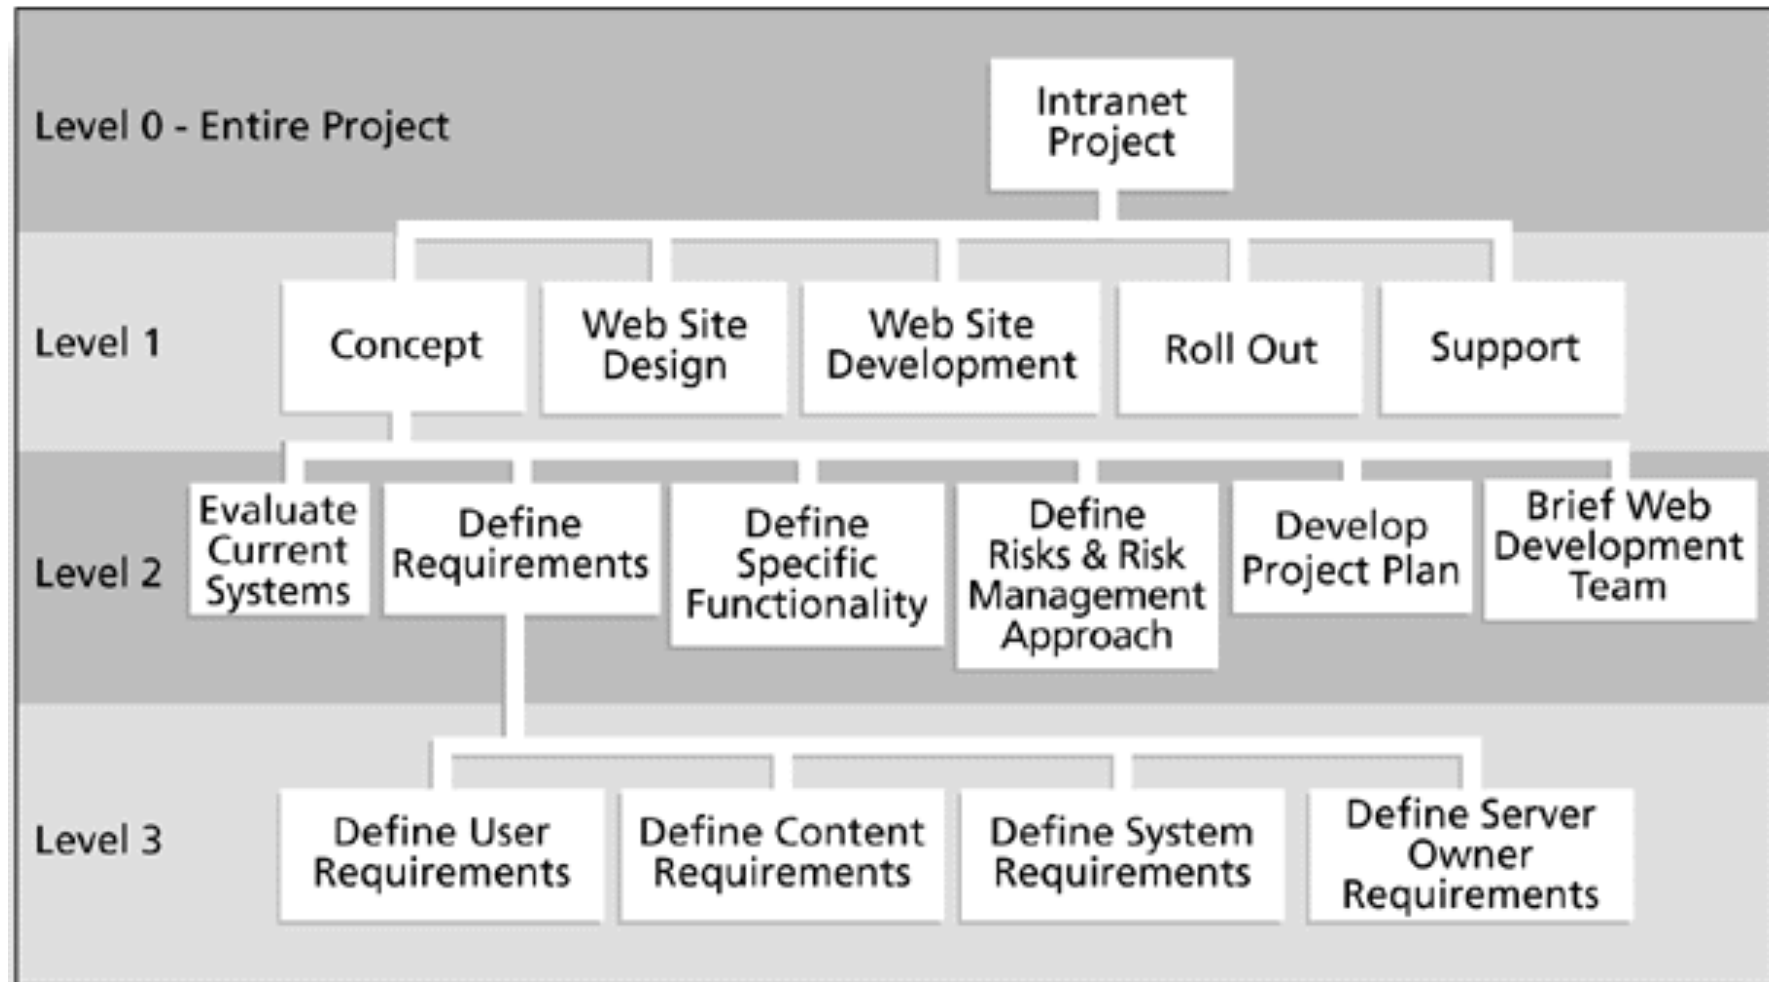 Level 0 - Entire Project
Intranet
Project
Level 1
Concept
Web Site
Design
Web Site
Development
Roll Out
Support
Level 2
Evaluate
Current
Systems
Define
Requirements
Define
Specific
Functionality
Define
Risks & Risk
Management
Approach
Develop
Project Plan
Brief Web
Development
Team
Level 3
Define User
Requirements
Define Content
Requirements
Define System
Requirements
Define Server
Owner
Requirements